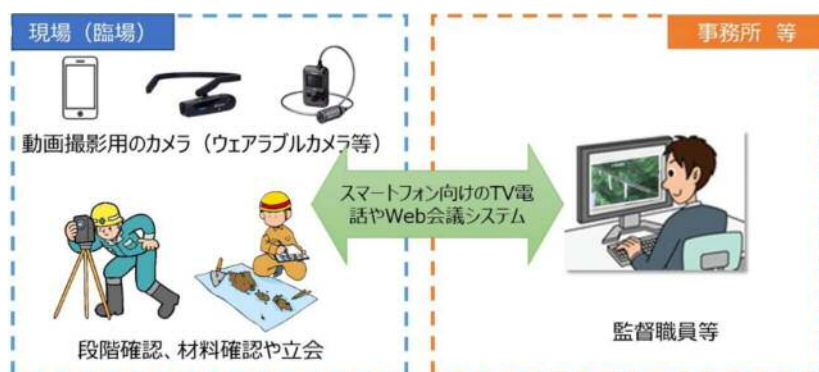 現場（臨場）
事務所 等
動画撮影用のカメラ（ウェアラブルカメラ等）
スマートフォン向けのTV電
話やWeb会議システム
段階確認、材料確認や立会
監督職員等